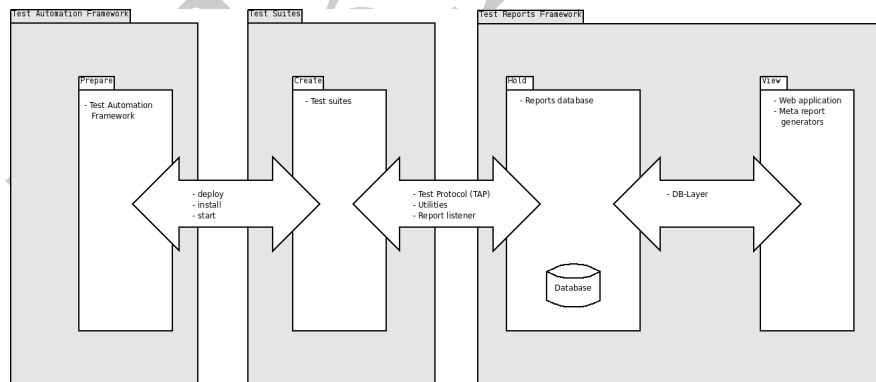 Test Automation Framework
Test Suites
Test Reports Framework
Prepare
Create
Hold
View
- Test Automation
Framework
- Test suites
- Reports database
- Web application
- Meta report
generators
- deploy
- install
- start
- Test Protocol (TAP)
- Utilities
- Report listener
- DB-Layer
Database